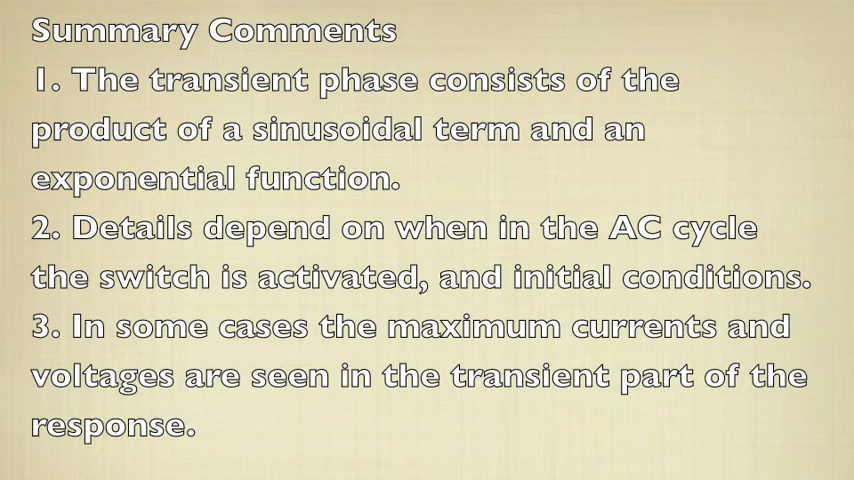 Summary Comments
1. The transient phase consists of the
product of a sinusoidal term and an
exponential function.
2. Details depend on when in the AC cycle
the switch is activated, and initial conditions.
3. In some cases the maximum currents and
voltages are seen in the transient part of the
response.